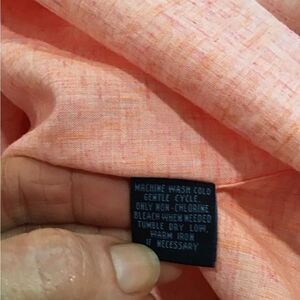 MACHINE WASH COLD
GENTLE CYCLE.
ONLY NON-CHLORINE
BLEACH WHEN NEEDED
TUMBLE DRY LOW,
WARM IRON
IF NECESSARY